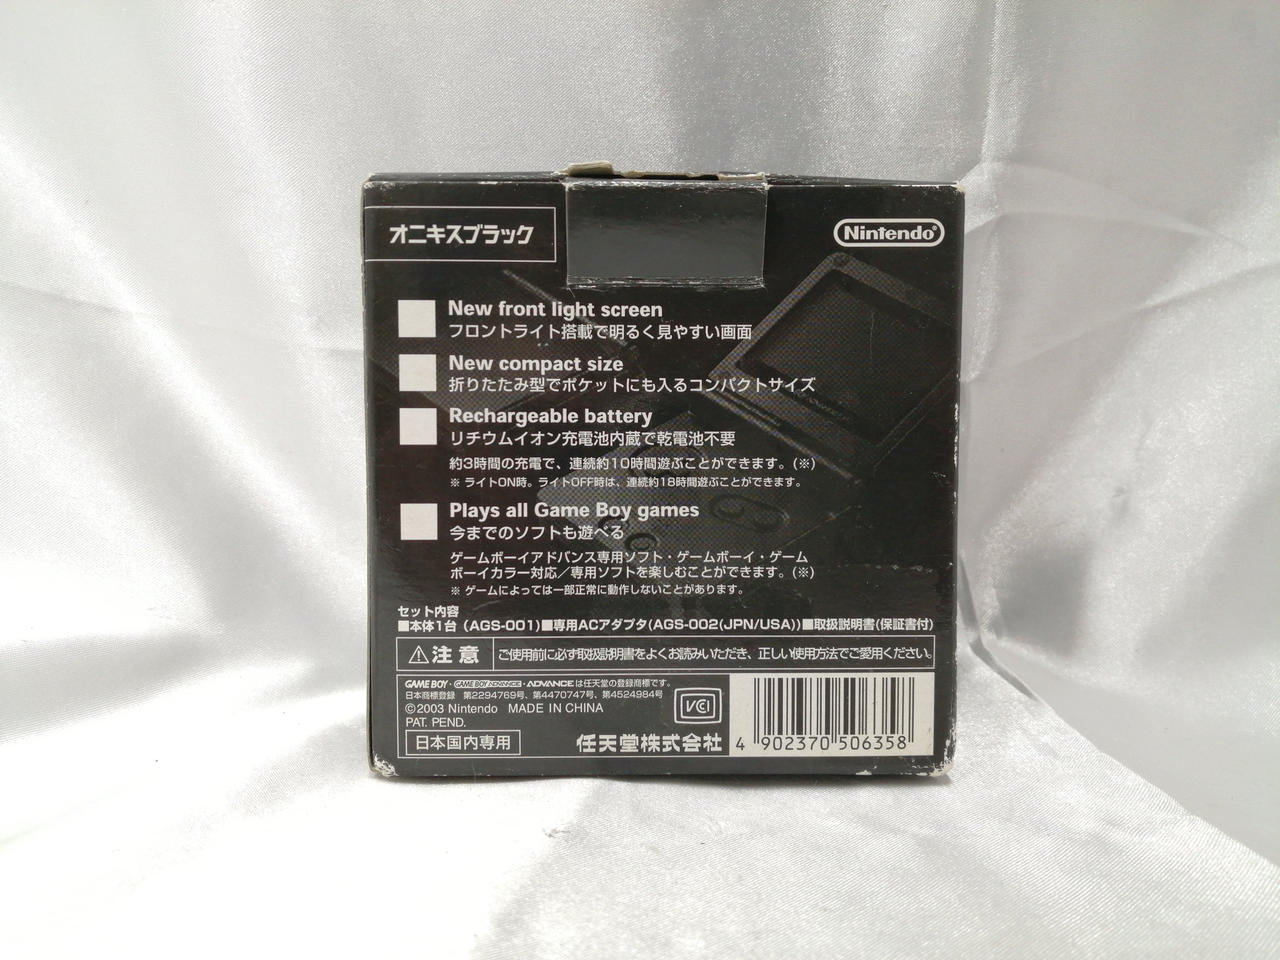 オニキスブラック
Nintendo®
New front light screen
フロントライト搭載で明るく見やすい画面
New compact size
折りたたみ型でポケットにも入るコンパクトサイズ
Rechargeable battery
リチウムイオン充電池内蔵で乾電池不要
約3時間の充電で、連続約10時間遊ぶことができます。(※)
※ ライトON時。ライトOFF時は、連続約18時間遊ぶことができます。
Plays all Game Boy games
今までのソフトも遊べる
ゲームボーイアドバンス専用ソフト・ゲームボーイ・ゲーム
ボーイカラー対応／専用ソフトを楽しむことができます。(※)
※ ゲームによっては一部正常に動作しないことがあります。
セット内容
■本体1台 (AGS-001)■専用ACアダプタ(AGS-002(JPN/USA))■取扱説明書(保証書付)
⚠注意 ご使用前に必ず取扱説明書をよくお読みいただき、正しい使用方法でご愛用ください。
GAME BOY・GAME BOY ADVANCE・ADVANCEは任天堂の登録商標です。
日本商標登録 第2294769号、第4470747号、第4524984号
©2003 Nintendo MADE IN CHINA
PAT. PEND.
VCI
日本国内専用
任天堂株式会社
4 902370 506358